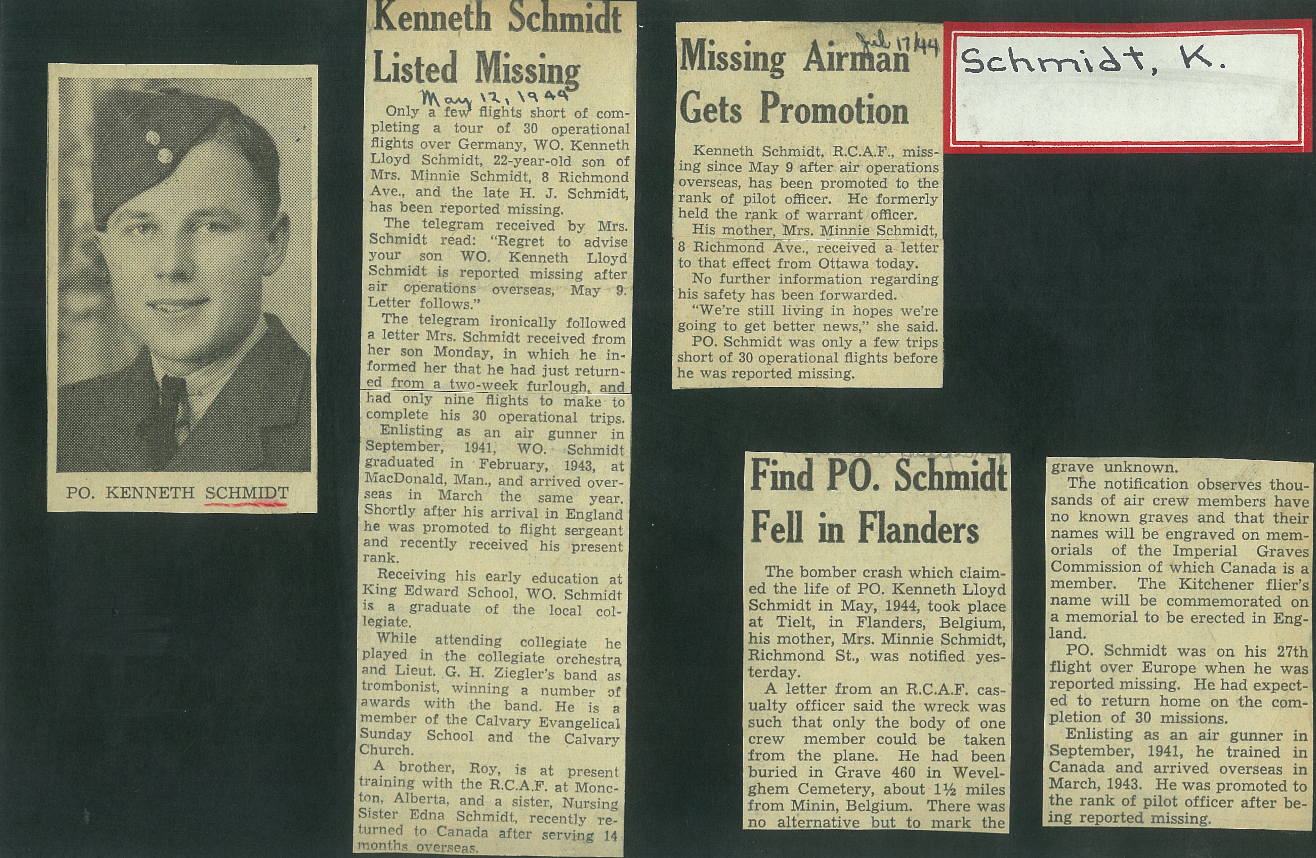 PO. KENNETH SCHMIDT
Kenneth Schmidt
Listed Missing
May 12, 1944
Only a few flights short of com-
pleting a tour of 30 operational
flights over Germany, WO. Kenneth
Lloyd Schmidt, 22-year-old son of
Mrs. Minnie Schmidt, 8 Richmond
Ave., and the late H. J. Schmidt,
has been reported missing.
The telegram received by Mrs.
Schmidt read: "Regret to advise
your son WO. Kenneth Lloyd
Schmidt is reported missing after
air operations overseas, May 9.
Letter follows."
The telegram ironically followed
a letter Mrs. Schmidt received from
her son Monday, in which he in-
formed her that he had just return-
ed from a two-week furlough, and
had only nine flights to make to
complete his 30 operational trips.
Enlisting as an air gunner in
September, 1941, WO. Schmidt
graduated in February, 1943, at
MacDonald, Man., and arrived over-
seas in March the same year.
Shortly after his arrival in England
he was promoted to flight sergeant
and recently received his present
rank.
Receiving his early education at
King Edward School, WO. Schmidt
is a graduate of the local col-
legiate.
While attending collegiate he
played in the collegiate orchestra
and Lieut. G. H. Ziegler's band as
trombonist, winning a number of
awards with the band. He is a
member of the Calvary Evangelical
Sunday School and the Calvary
Church.
A brother, Roy, is at present
training with the R.C.A.F. at Monc-
ton, Alberta, and a sister, Nursing
Sister Edna Schmidt, recently re-
turned to Canada after serving 14
months overseas.
Jul 17/44
Missing Airman
Gets Promotion
Kenneth Schmidt, R.C.A.F., miss-
ing since May 9 after air operations
overseas, has been promoted to the
rank of pilot officer. He formerly
held the rank of warrant officer.
His mother, Mrs. Minnie Schmidt,
8 Richmond Ave., received a letter
to that effect from Ottawa today.
No further information regarding
his safety has been forwarded.
"We're still living in hopes we're
going to get better news," she said.
PO. Schmidt was only a few trips
short of 30 operational flights before
he was reported missing.
Schmidt, K.
Find PO. Schmidt
Fell in Flanders
The bomber crash which claim-
ed the life of PO. Kenneth Lloyd
Schmidt in May, 1944, took place
at Tielt, in Flanders, Belgium,
his mother, Mrs. Minnie Schmidt,
Richmond St., was notified yes-
terday.
A letter from an R.C.A.F. cas-
ualty officer said the wreck was
such that only the body of one
crew member could be taken
from the plane. He had been
buried in Grave 460 in Wevel-
ghem Cemetery, about 1½ miles
from Minin, Belgium. There was
no alternative but to mark the
grave unknown.
The notification observes thou-
sands of air crew members have
no known graves and that their
names will be engraved on mem-
orials of the Imperial Graves
Commission of which Canada is a
member. The Kitchener flier's
name will be commemorated on
a memorial to be erected in Eng-
land.
PO. Schmidt was on his 27th
flight over Europe when he was
reported missing. He had expect-
ed to return home on the com-
pletion of 30 missions.
Enlisting as an air gunner in
September, 1941, he trained in
Canada and arrived overseas in
March, 1943. He was promoted to
the rank of pilot officer after be-
ing reported missing.